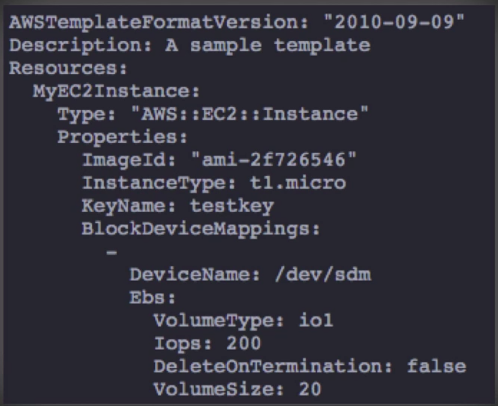 AWSTemplateFormatVersion: "2010-09-09"
Description: A sample template
Resources:
  MyEC2Instance:
    Type: "AWS::EC2::Instance"
    Properties:
      ImageId: "ami-2f726546"
      InstanceType: t1.micro
      KeyName: testkey
      BlockDeviceMappings:
        -
          DeviceName: /dev/sdm
          Ebs:
            VolumeType: io1
            Iops: 200
            DeleteOnTermination: false
            VolumeSize: 20